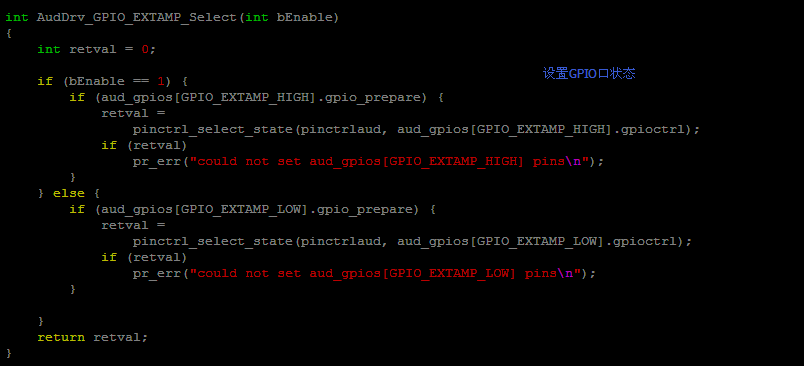 int AudDrv_GPIO_EXTAMP_Select(int bEnable)
{
    int retval = 0;
设置GPIO口状态
    if (bEnable == 1) {
        if (aud_gpios[GPIO_EXTAMP_HIGH].gpio_prepare) {
            retval =
                pinctrl_select_state(pinctrlaud, aud_gpios[GPIO_EXTAMP_HIGH].gpioctrl);
            if (retval)
                pr_err("could not set aud_gpios[GPIO_EXTAMP_HIGH] pins\n");
        }
    } else {
        if (aud_gpios[GPIO_EXTAMP_LOW].gpio_prepare) {
            retval =
                pinctrl_select_state(pinctrlaud, aud_gpios[GPIO_EXTAMP_LOW].gpioctrl);
            if (retval)
                pr_err("could not set aud_gpios[GPIO_EXTAMP_LOW] pins\n");
        }
    }
    return retval;
}